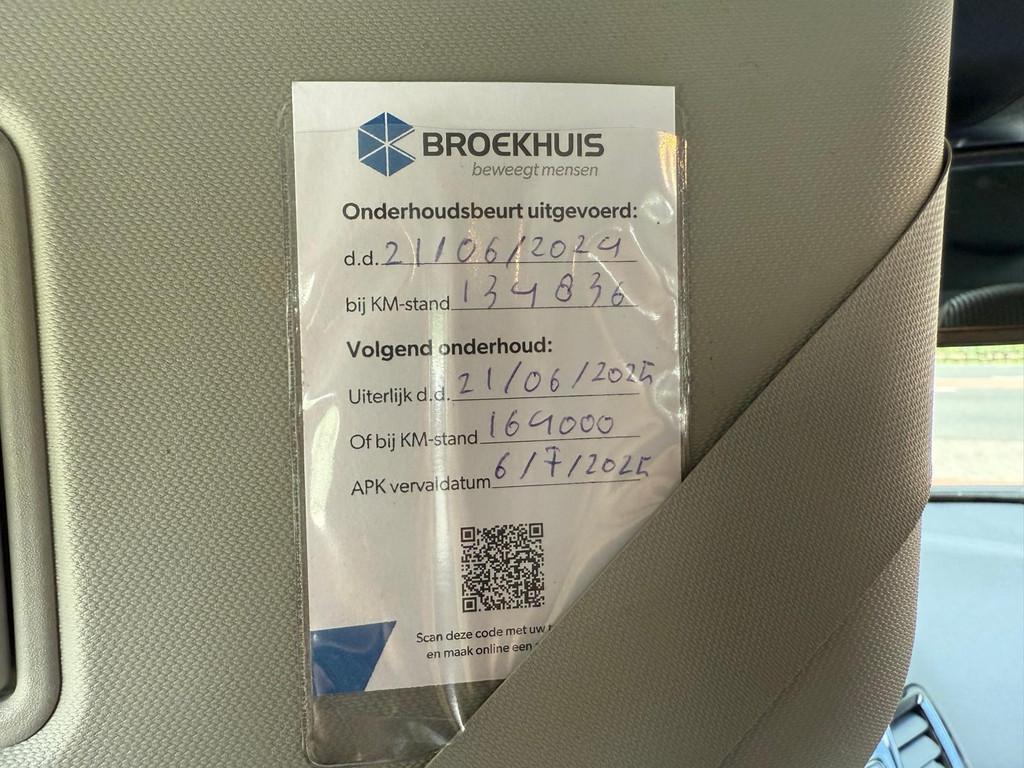 BROEKHUIS
beweegt mensen
Onderhoudsbeurt uitgevoerd:
d.d. 21/06/2024
bij KM-stand 134836
Volgend onderhoud:
Uiterlijk d.d. 21/06/2025
Of bij KM-stand 164000
APK vervaldatum 6/7/2025
Scan deze code met uw
en maak online een